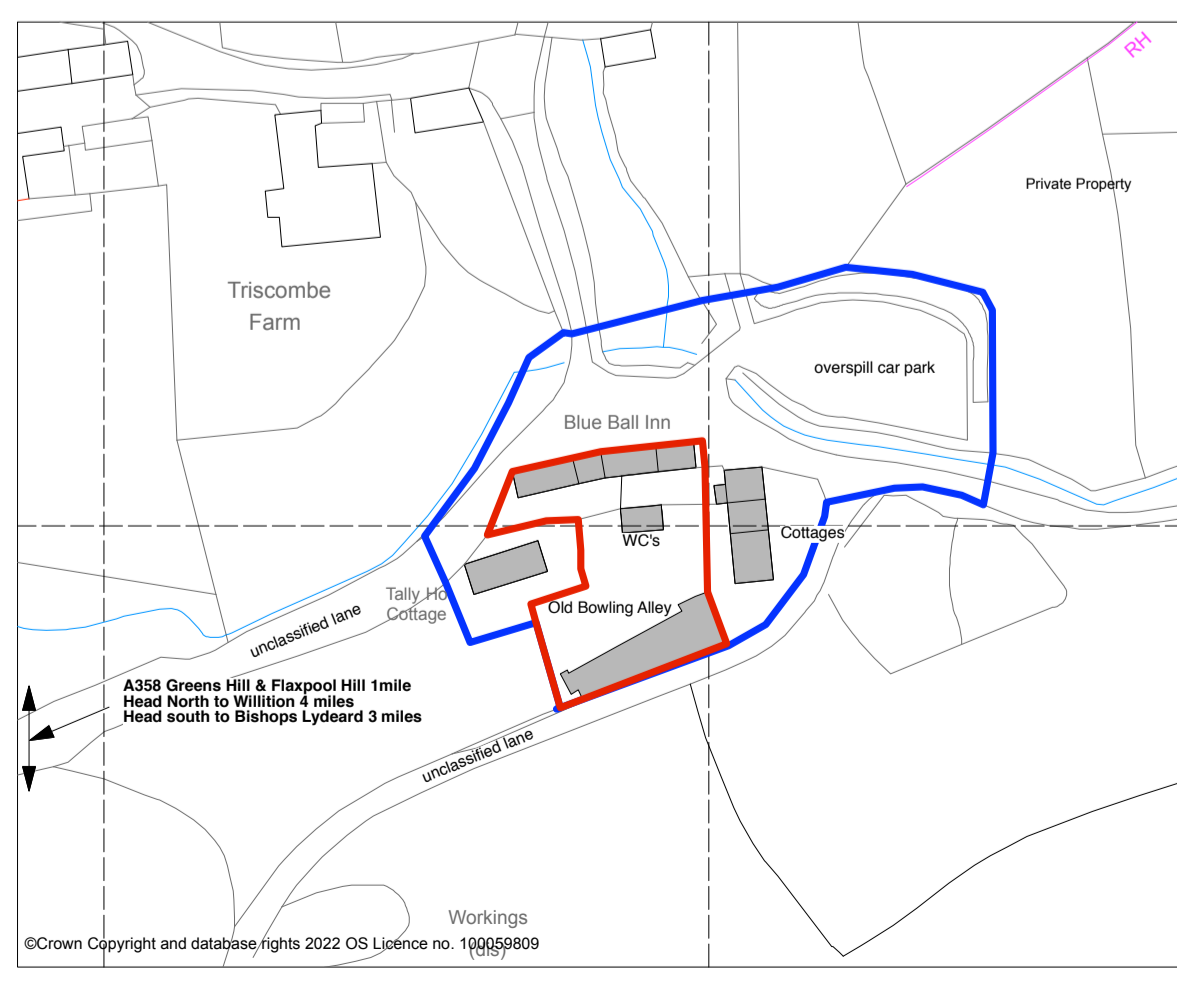 RH
Private Property
Triscombe
Farm
overspill car park
Blue Ball Inn
WC's
Cottages
Tally Ho
Cottage
Old Bowling Alley
unclassified lane
A358 Greens Hill & Flaxpool Hill 1mile
Head North to Willition 4 miles
Head south to Bishops Lydeard 3 miles
unclassified lane
Workings
(dis)
©Crown Copyright and database rights 2022 OS Licence no. 100059809